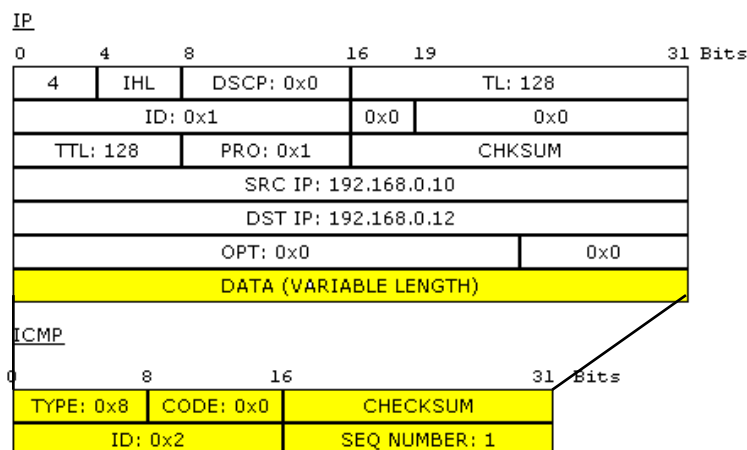 IP
0 4 8 16 19 31 Bits
4 IHL DSCP: 0x0 TL: 128
ID: 0x1 0x0 0x0
TTL: 128 PRO: 0x1 CHKSUM
SRC IP: 192.168.0.10
DST IP: 192.168.0.12
OPT: 0x0 0x0
DATA (VARIABLE LENGTH)
ICMP
0 8 16 31 Bits
TYPE: 0x8 CODE: 0x0 CHECKSUM
ID: 0x2 SEQ NUMBER: 1